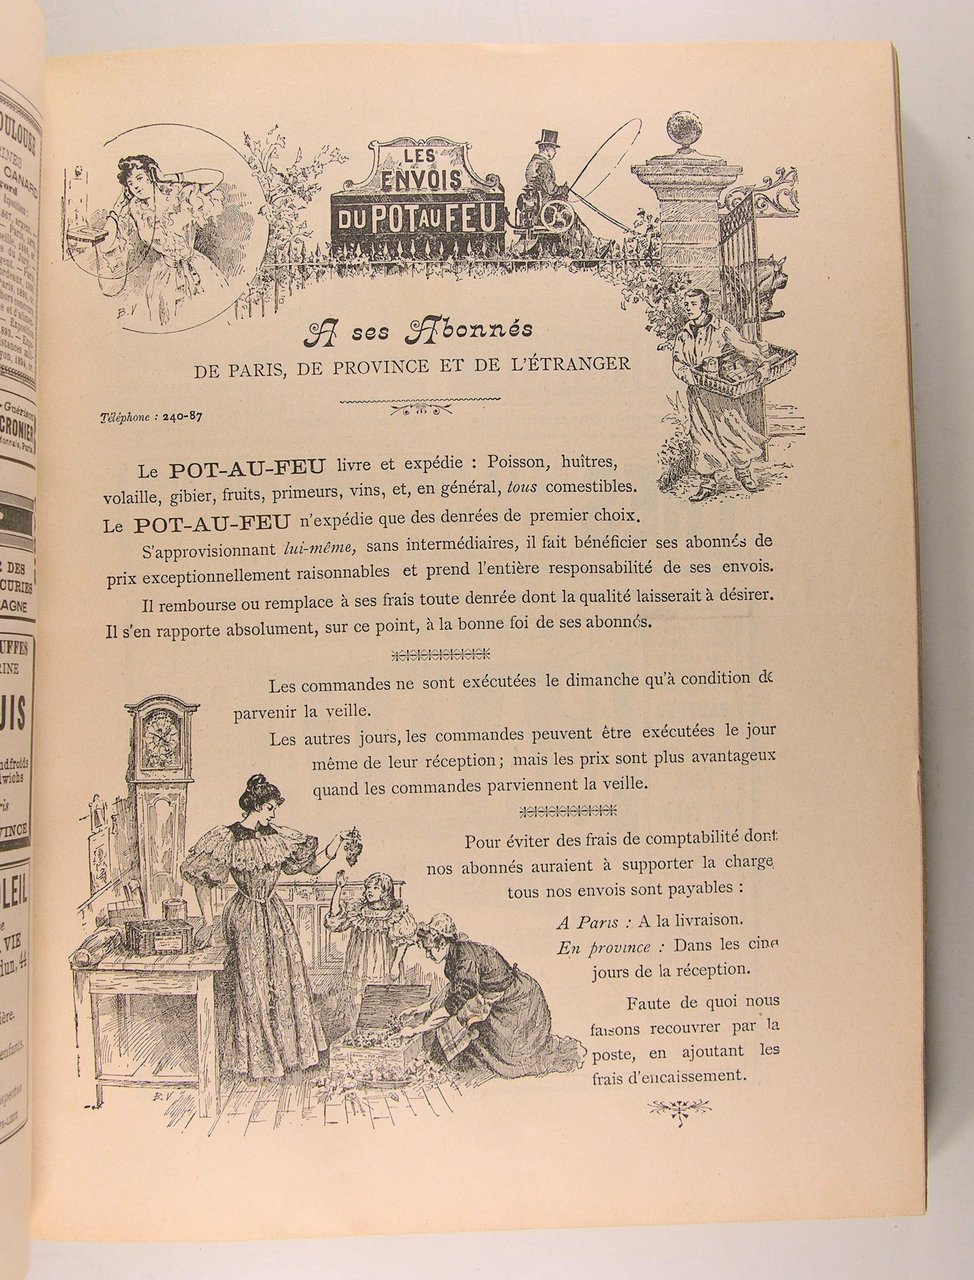 LES
ENVOIS
DU POT AU FEU
A ses Abonnés
DE PARIS, DE PROVINCE ET DE L'ÉTRANGER
Téléphone : 240-87
Le POT-AU-FEU livre et expédie : Poisson, huîtres,
volaille, gibier, fruits, primeurs, vins, et, en général, tous comestibles.
Le POT-AU-FEU n'expédie que des denrées de premier choix.
S'approvisionnant lui-même, sans intermédiaires, il fait bénéficier ses abonnés de
prix exceptionnellement raisonnables et prend l'entière responsabilité de ses envois.
Il rembourse ou remplace à ses frais toute denrée dont la qualité laisserait à désirer.
Il s'en rapporte absolument, sur ce point, à la bonne foi de ses abonnés.
Les commandes ne sont exécutées le dimanche qu'à condition de
parvenir la veille.
Les autres jours, les commandes peuvent être exécutées le jour
même de leur réception ; mais les prix sont plus avantageux
quand les commandes parviennent la veille.
Pour éviter des frais de comptabilité dont
nos abonnés auraient à supporter la charge
tous nos envois sont payables :
A Paris : A la livraison.
En province : Dans les cinq
jours de la réception.
Faute de quoi nous
faisons recouvrer par la
poste, en ajoutant les
frais d'encaissement.
B.V
B.V